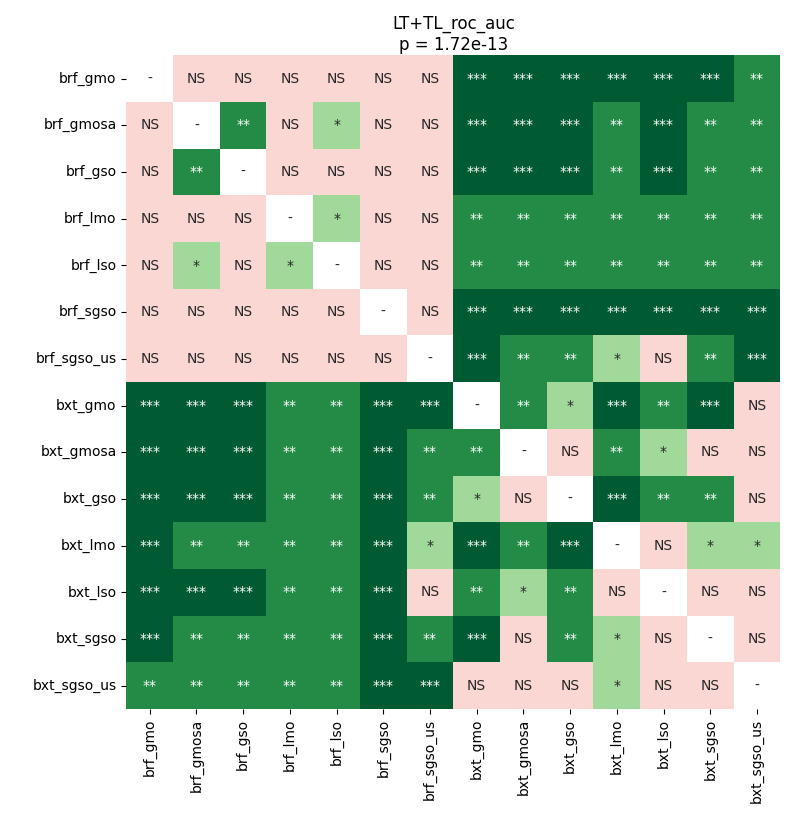 LT+TL_roc_auc
p = 1.72e-13
brf_gmo - NS NS NS NS NS NS *** *** *** *** *** *** **
brf_gmosa NS - ** NS * NS NS *** *** *** ** *** ** **
brf_gso NS ** - NS NS NS NS *** *** *** ** *** ** **
brf_lmo NS NS NS - * NS NS ** ** ** ** ** ** **
brf_lso NS * NS * - NS NS ** ** ** ** ** ** **
brf_sgso NS NS NS NS NS - NS *** *** *** *** *** *** ***
brf_sgso_us NS NS NS NS NS NS - *** ** ** * NS ** ***
bxt_gmo *** *** *** ** ** *** *** - ** * *** ** *** NS
bxt_gmosa *** *** *** ** ** *** ** ** - NS ** * NS NS
bxt_gso *** *** *** ** ** *** ** * NS - *** ** ** NS
bxt_lmo *** ** ** ** ** *** * *** ** *** - NS * *
bxt_lso *** *** *** ** ** *** NS ** * ** NS - NS NS
bxt_sgso *** ** ** ** ** *** ** *** NS ** * NS - NS
bxt_sgso_us ** ** ** ** ** *** *** NS NS NS * NS NS -
brf_gmo brf_gmosa brf_gso brf_lmo brf_lso brf_sgso brf_sgso_us bxt_gmo bxt_gmosa bxt_gso bxt_lmo bxt_lso bxt_sgso bxt_sgso_us